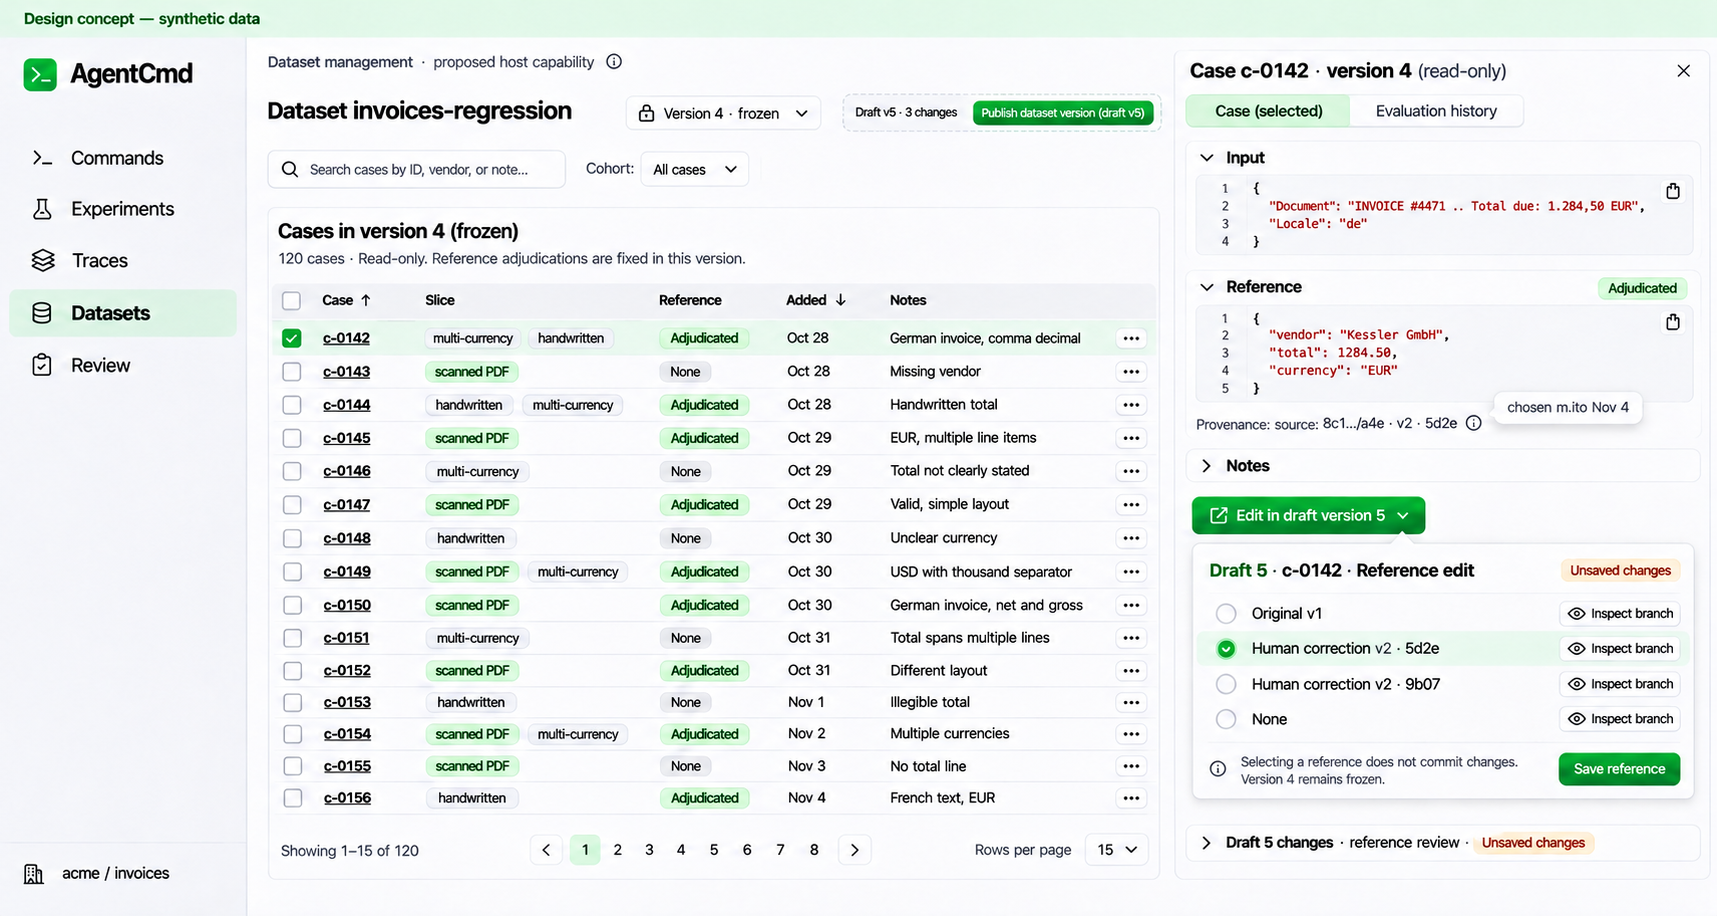 Design concept — synthetic data
AgentCmd
Commands
Experiments
Traces
Datasets
Review
acme / invoices
Dataset management · proposed host capability
Dataset invoices-regression
Version 4 · frozen
Draft v5 · 3 changes
Publish dataset version (draft v5)
Search cases by ID, vendor, or note...
Cohort: All cases
Cases in version 4 (frozen)
120 cases · Read-only. Reference adjudications are fixed in this version.
Case ↑ Slice Reference Added ↓ Notes
c-0142 multi-currency handwritten Adjudicated Oct 28 German invoice, comma decimal
c-0143 scanned PDF None Oct 28 Missing vendor
c-0144 handwritten multi-currency Adjudicated Oct 28 Handwritten total
c-0145 scanned PDF Adjudicated Oct 29 EUR, multiple line items
c-0146 multi-currency None Oct 29 Total not clearly stated
c-0147 scanned PDF Adjudicated Oct 29 Valid, simple layout
c-0148 handwritten None Oct 30 Unclear currency
c-0149 scanned PDF multi-currency Adjudicated Oct 30 USD with thousand separator
c-0150 scanned PDF Adjudicated Oct 30 German invoice, net and gross
c-0151 multi-currency None Oct 31 Total spans multiple lines
c-0152 scanned PDF Adjudicated Oct 31 Different layout
c-0153 handwritten None Nov 1 Illegible total
c-0154 scanned PDF multi-currency Adjudicated Nov 2 Multiple currencies
c-0155 scanned PDF None Nov 3 No total line
c-0156 handwritten Adjudicated Nov 4 French text, EUR
Showing 1–15 of 120
1 2 3 4 5 6 7 8
Rows per page 15
Case c-0142 · version 4 (read-only)
Case (selected)
Evaluation history
Input
1 {
2 "Document": "INVOICE #4471 .. Total due: 1.284,50 EUR",
3 "Locale": "de"
4 }
Reference
Adjudicated
1 {
2 "vendor": "Kessler GmbH",
3 "total": 1284.50,
4 "currency": "EUR"
5 }
chosen m.ito Nov 4
Provenance: source: 8c1.../a4e · v2 · 5d2e
Notes
Edit in draft version 5
Draft 5 · c-0142 · Reference edit
Unsaved changes
Original v1 Inspect branch
Human correction v2 · 5d2e Inspect branch
Human correction v2 · 9b07 Inspect branch
None Inspect branch
Selecting a reference does not commit changes.
Version 4 remains frozen.
Save reference
Draft 5 changes · reference review · Unsaved changes